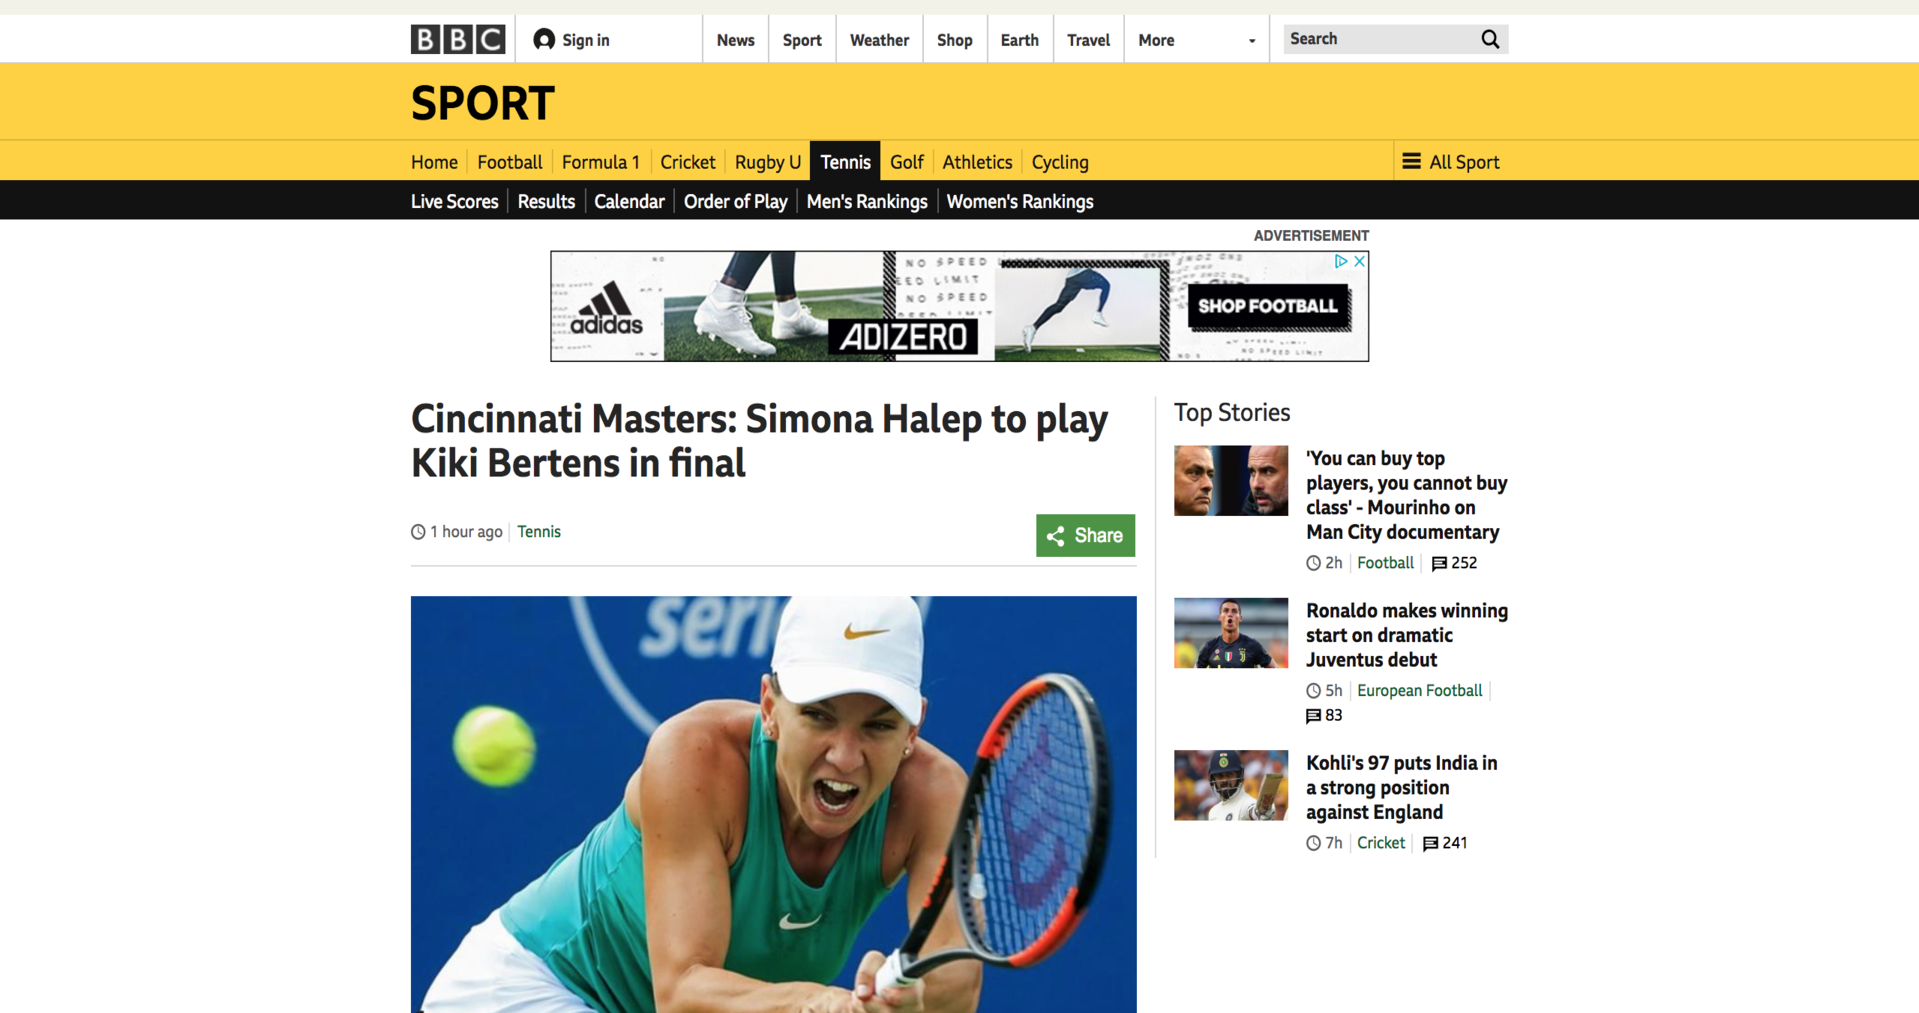 BBC
Sign in
News
Sport
Weather
Shop
Earth
Travel
More
Search
SPORT
Home
Football
Formula 1
Cricket
Rugby U
Tennis
Golf
Athletics
Cycling
All Sport
Live Scores
Results
Calendar
Order of Play
Men's Rankings
Women's Rankings
ADVERTISEMENT
adidas
NO SPEED
EED LIMIT
NO SPEED
ADIZERO
SHOP FOOTBALL
NO SPEED LIMIT
Cincinnati Masters: Simona Halep to play
Kiki Bertens in final
1 hour ago
Tennis
Share
seri
Top Stories
'You can buy top
players, you cannot buy
class' - Mourinho on
Man City documentary
2h
Football
252
Ronaldo makes winning
start on dramatic
Juventus debut
5h
European Football
83
Kohli's 97 puts India in
a strong position
against England
7h
Cricket
241